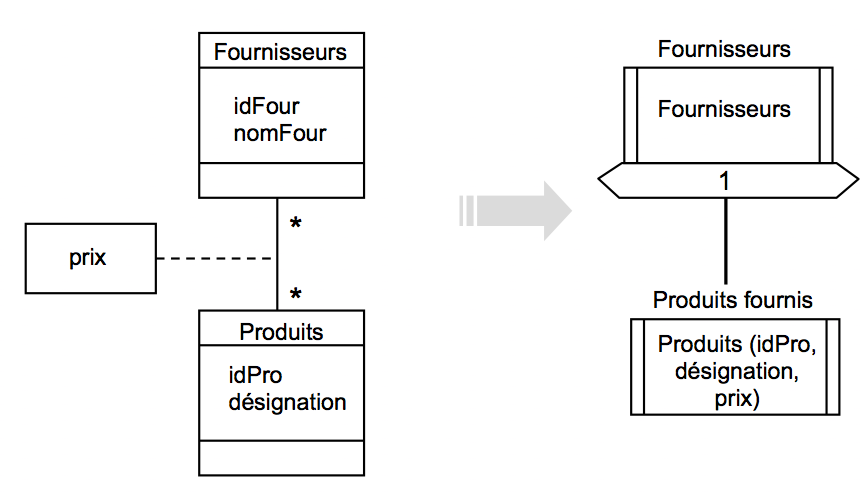 Fournisseurs
idFour
nomFour
*
prix
*
Produits
idPro
désignation
Fournisseurs
Fournisseurs
1
Produits fournis
Produits (idPro,
désignation,
prix)